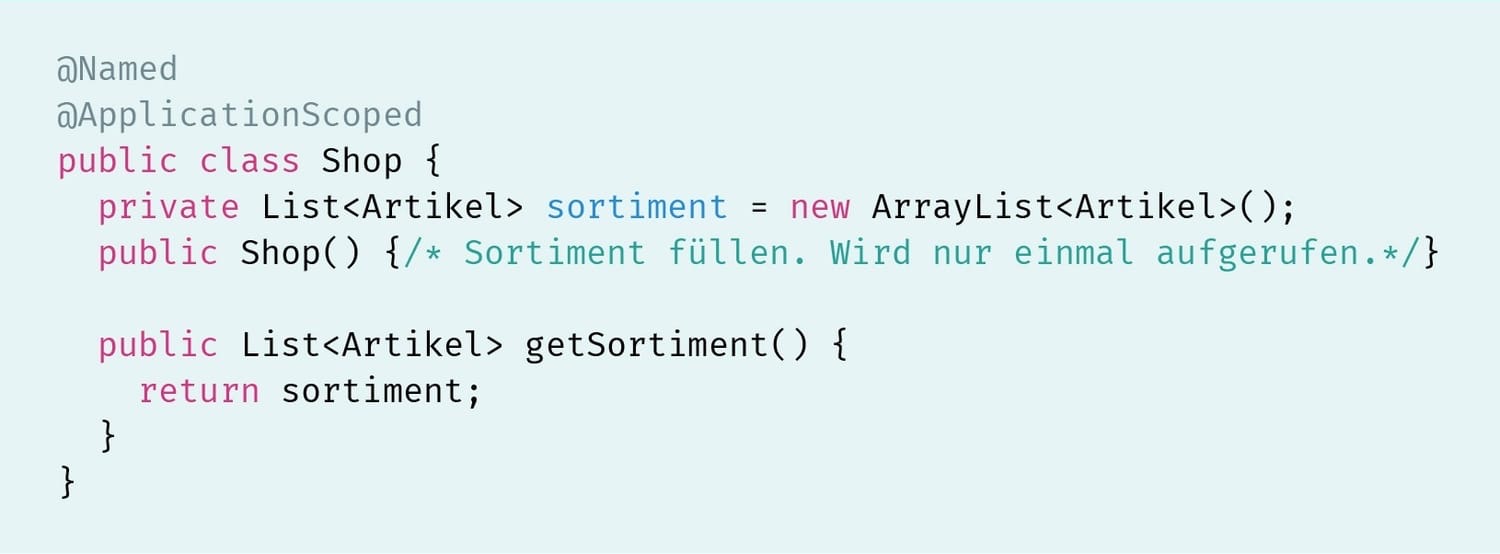 @Named
@ApplicationScoped
public class Shop {
  private List<Artikel> sortiment = new ArrayList<Artikel>();
  public Shop() {/* Sortiment füllen. Wird nur einmal aufgerufen.*/}

  public List<Artikel> getSortiment() {
    return sortiment;
  }
}